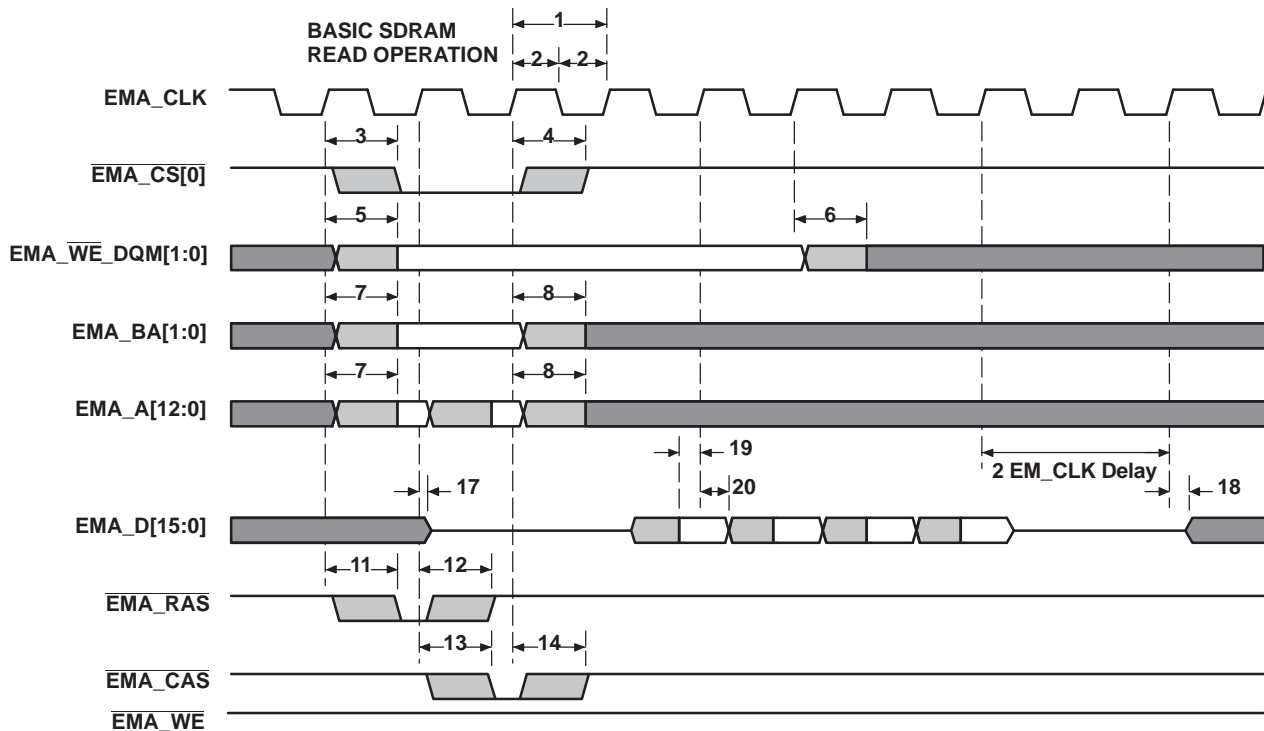 1
BASIC SDRAM
READ OPERATION
2 2
EMA_CLK
3 4
EMA_CS[0]
5 6
EMA_WE_DQM[1:0]
7 8
EMA_BA[1:0]
7 8
EMA_A[12:0]
19
2 EM_CLK Delay
17 20 18
EMA_D[15:0]
11 12
EMA_RAS
13 14
EMA_CAS
EMA_WE